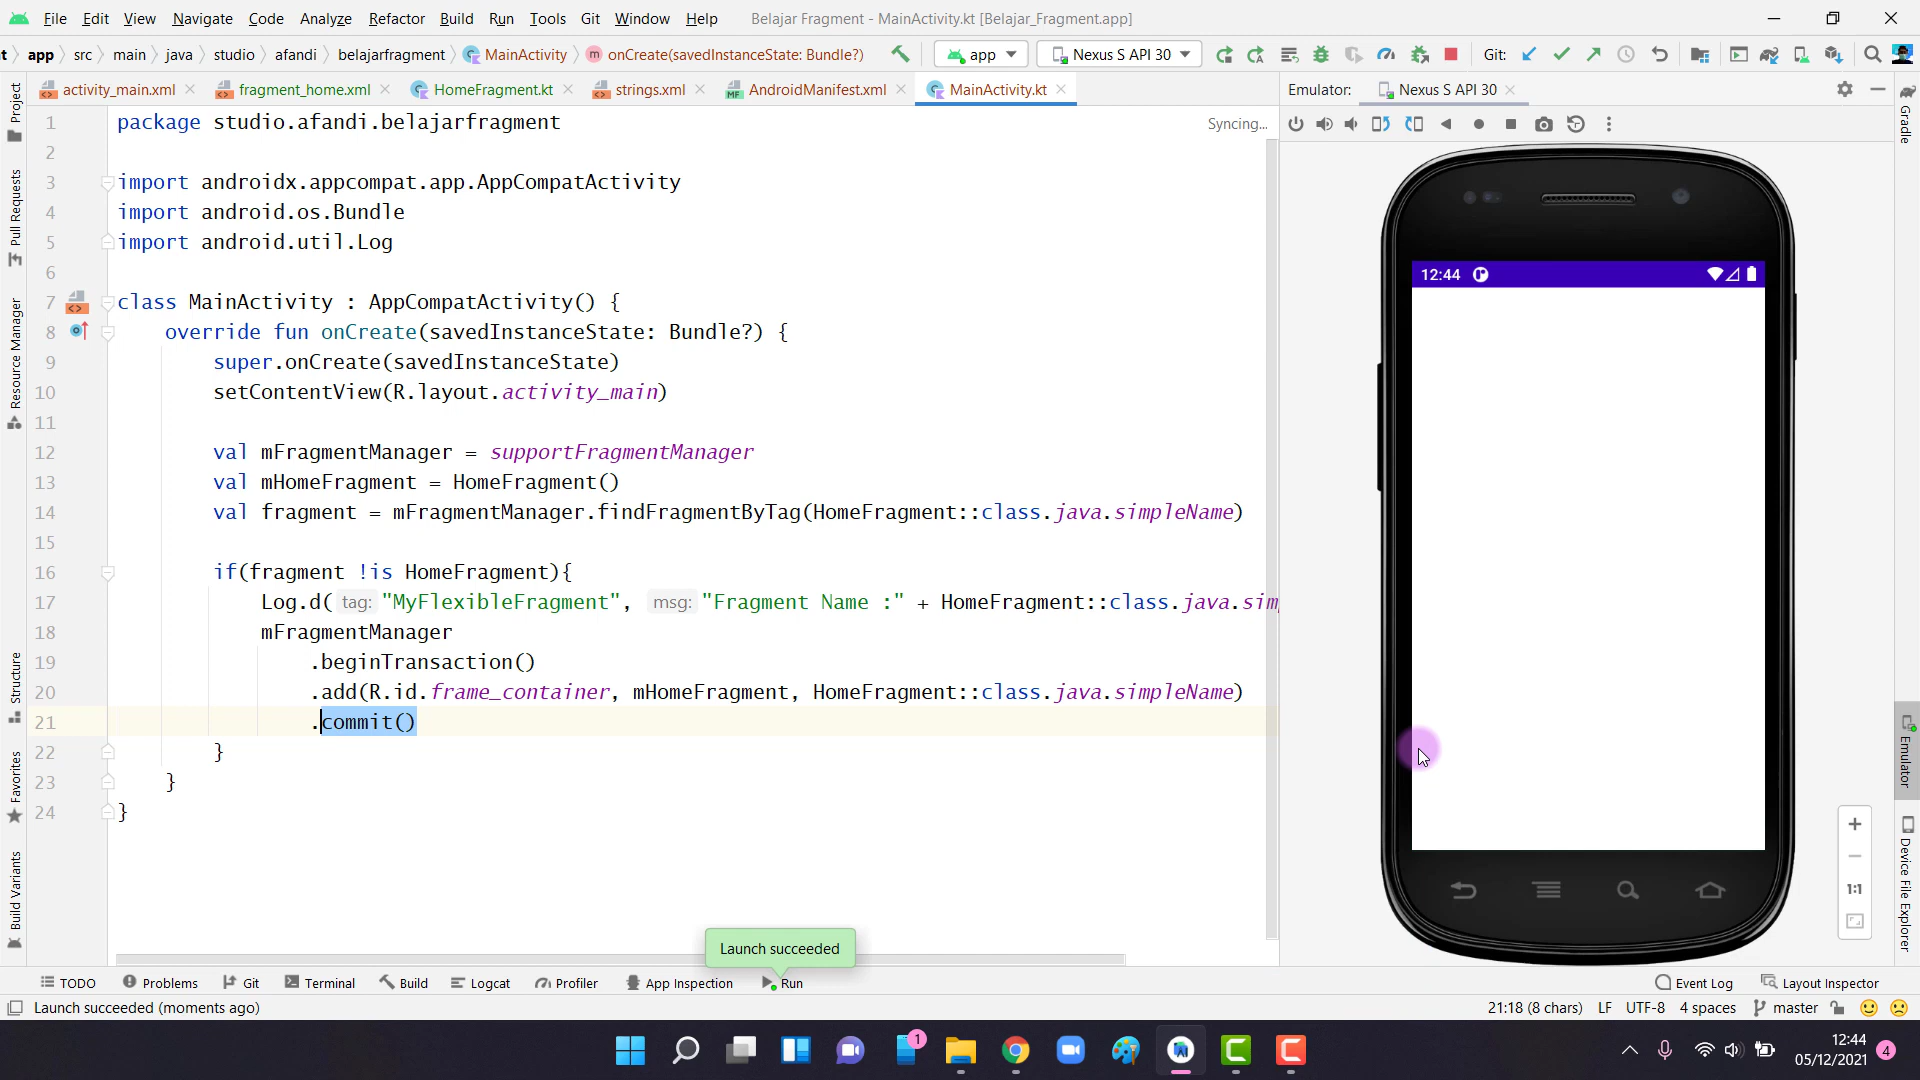 File Edit View Navigate Code Analyze Refactor Build Run Tools Git Window Help Belajar Fragment - MainActivity.kt [Belajar_Fragment.app]
t app src main java studio afandi belajarfragment MainActivity onCreate(savedInstanceState: Bundle?) app Nexus S API 30 Git:
activity_main.xml fragment_home.xml HomeFragment.kt strings.xml AndroidManifest.xml MainActivity.kt Emulator: Nexus S API 30
Syncing...
1 package studio.afandi.belajarfragment
2
3 import androidx.appcompat.app.AppCompatActivity
4 import android.os.Bundle
5 import android.util.Log
6
7 class MainActivity : AppCompatActivity() {
8 override fun onCreate(savedInstanceState: Bundle?) {
9 super.onCreate(savedInstanceState)
10 setContentView(R.layout.activity_main)
11
12 val mFragmentManager = supportFragmentManager
13 val mHomeFragment = HomeFragment()
14 val fragment = mFragmentManager.findFragmentByTag(HomeFragment::class.java.simpleName)
15
16 if(fragment !is HomeFragment){
17 Log.d( tag: "MyFlexibleFragment", msg: "Fragment Name :" + HomeFragment::class.java.sim
18 mFragmentManager
19 .beginTransaction()
20 .add(R.id.frame_container, mHomeFragment, HomeFragment::class.java.simpleName)
21 .commit()
22 }
23 }
24 }
Project
Pull Requests
Resource Manager
Structure
Favorites
Build Variants
12:44
1:1
Gradle
Emulator
Device File Explorer
Launch succeeded
TODO Problems Git Terminal Build Logcat Profiler App Inspection Run Event Log Layout Inspector
Launch succeeded (moments ago) 21:18 (8 chars) LF UTF-8 4 spaces master
1
12:44
05/12/2021 4